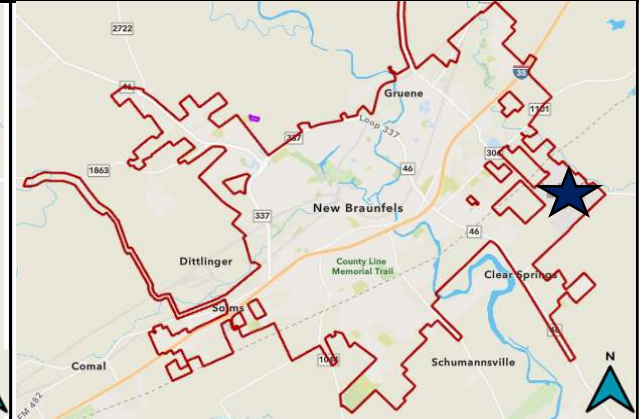 2722
46
35
Gruene
1101
Loop 337
337
306
1863
46
337
New Braunfels
46
Dittlinger
County Line
Memorial Trail
Clear Springs
Solms
46
Comal
Schumannsville
N
FM 482